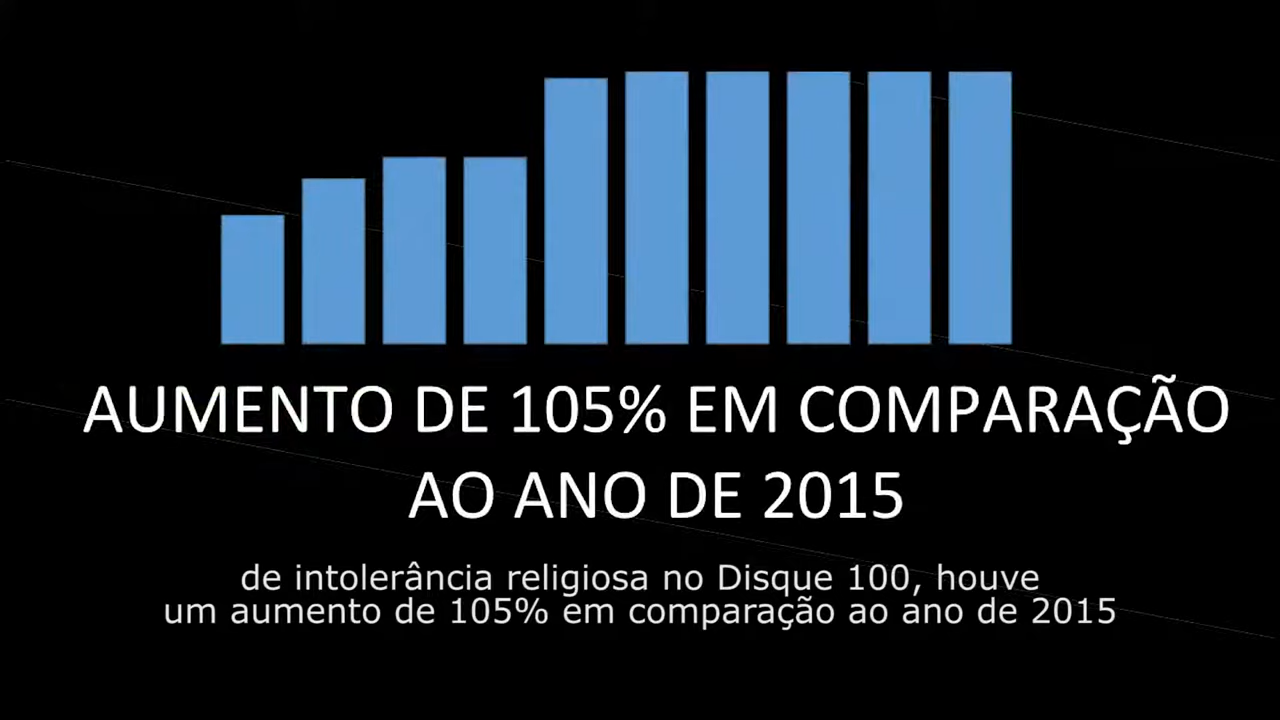 AUMENTO DE 105% EM COMPARAÇÃO
AO ANO DE 2015
de intolerância religiosa no Disque 100, houve
um aumento de 105% em comparação ao ano de 2015